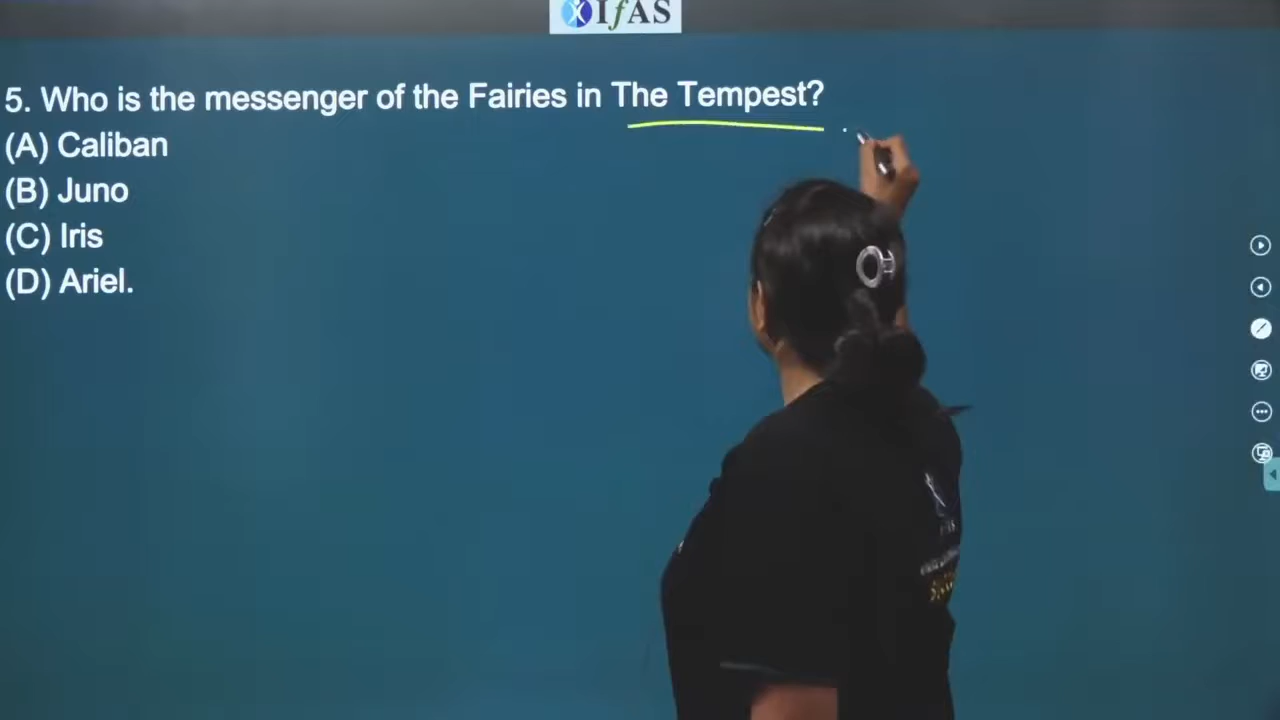 IfAS
5. Who is the messenger of the Fairies in The Tempest?
(A) Caliban
(B) Juno
(C) Iris
(D) Ariel.